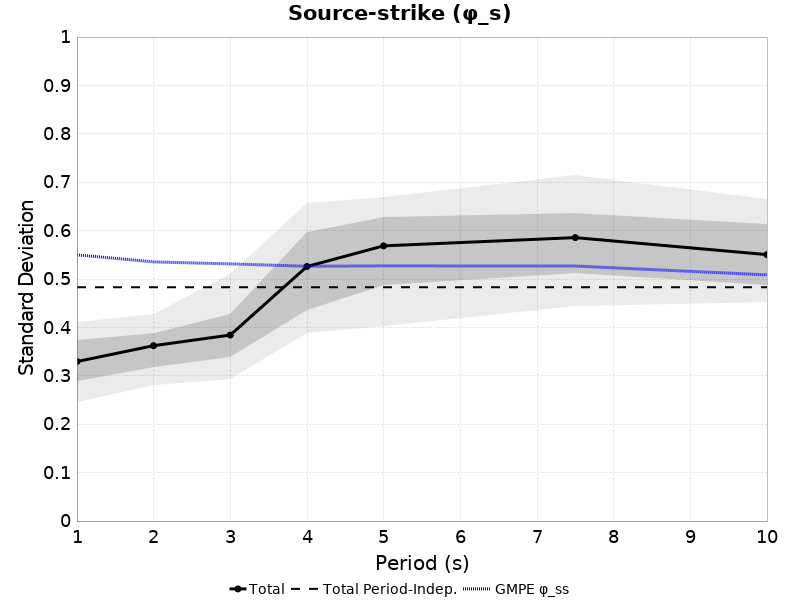 Source-strike (φ_s)
1
0.9
0.8
0.7
0.6
0.5
0.4
0.3
0.2
0.1
0
Standard Deviation
1 2 3 4 5 6 7 8 9 10
Period (s)
Total Total Period-Indep. GMPE φ_ss